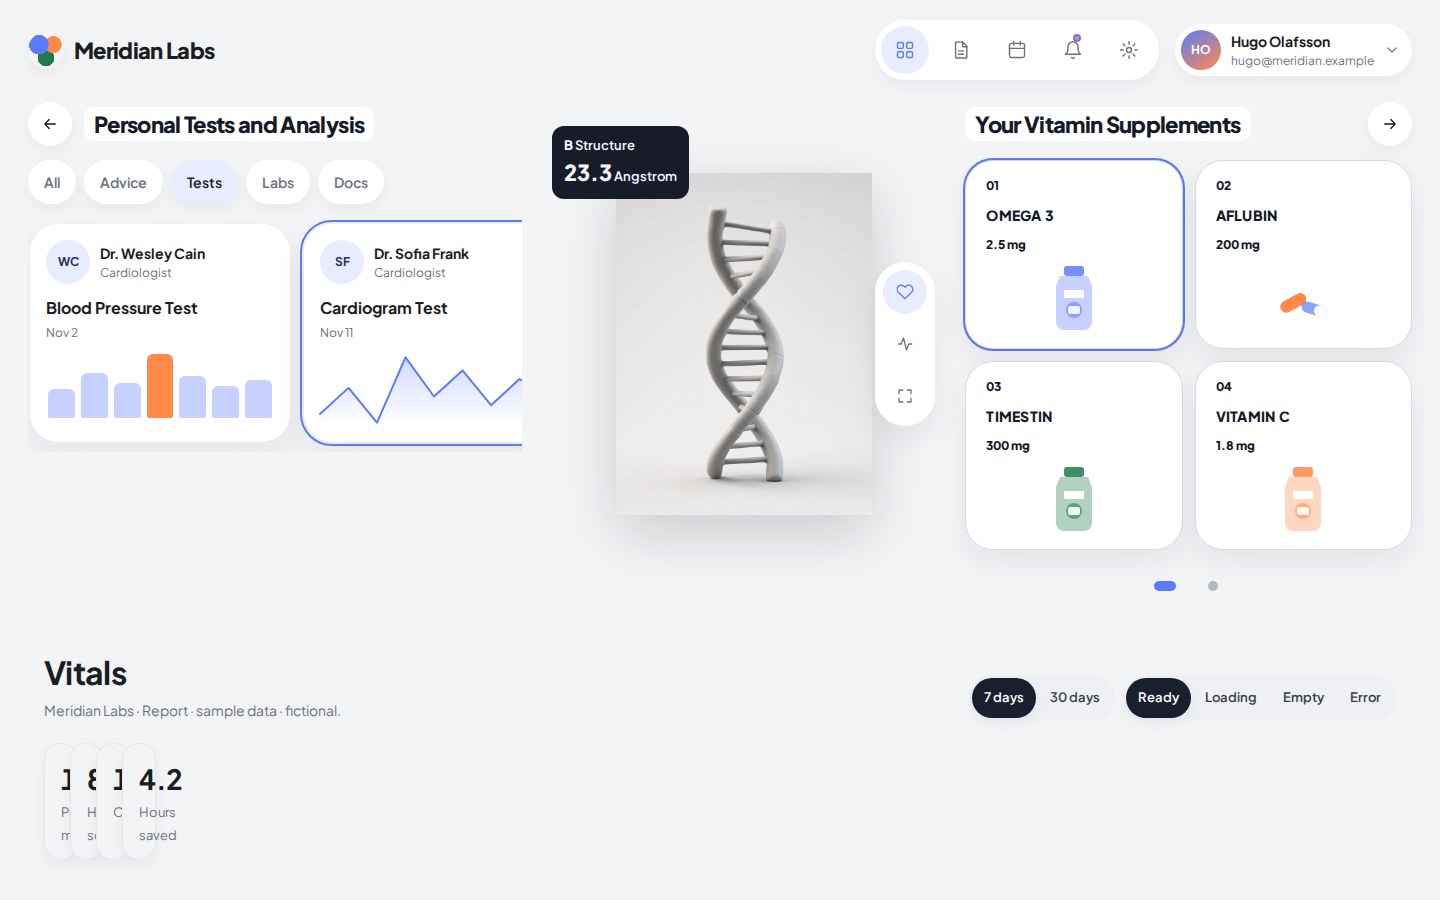 Meridian Labs
HO
Hugo Olafsson
hugo@meridian.example
Personal Tests and Analysis
All
Advice
Tests
Labs
Docs
WC
Dr. Wesley Cain
Cardiologist
Blood Pressure Test
Nov 2
SF
Dr. Sofia Frank
Cardiologist
Cardiogram Test
Nov 11
B Structure
23.3 Angstrom
Your Vitamin Supplements
01
OMEGA 3
2.5 mg
02
AFLUBIN
200 mg
03
TIMESTIN
300 mg
04
VITAMIN C
1.8 mg
Vitals
Meridian Labs · Report · sample data · fictional.
7 days
30 days
Ready
Loading
Empty
Error
4.2
Hours
saved